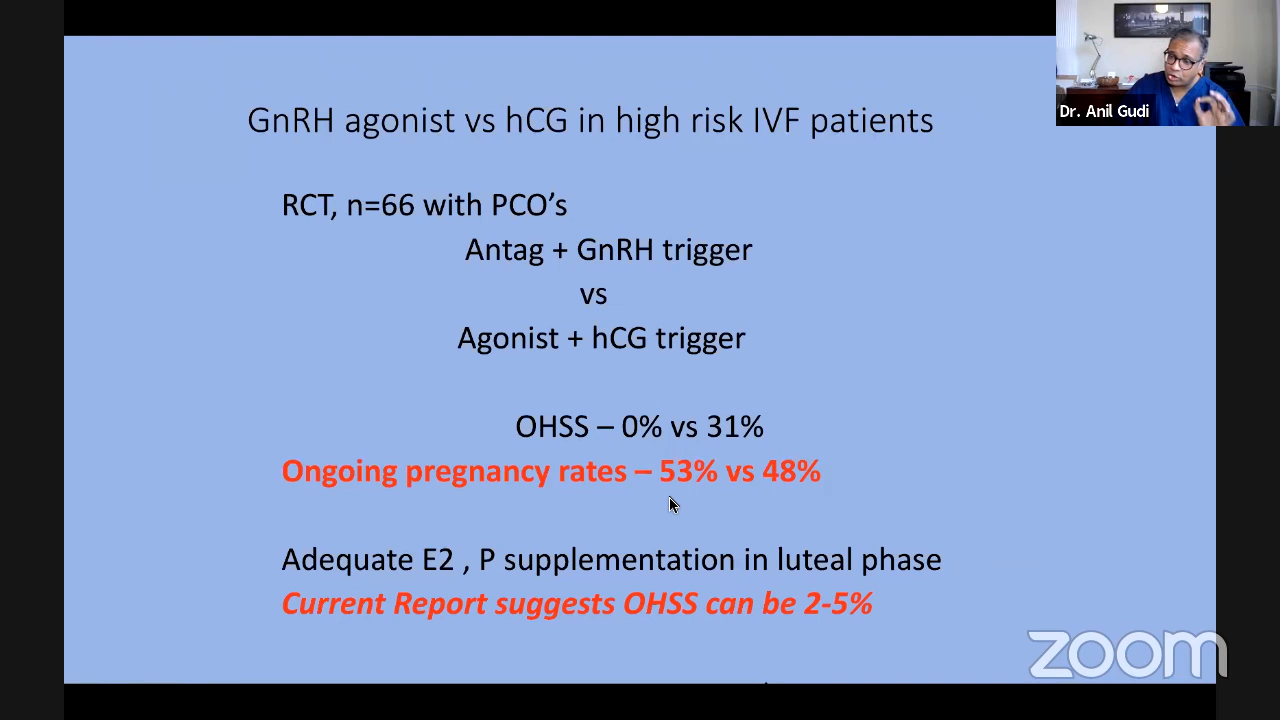 Dr. Anil Gudi
GnRH agonist vs hCG in high risk IVF patients
RCT, n=66 with PCO’s
Antag + GnRH trigger
vs
Agonist + hCG trigger
OHSS – 0% vs 31%
Ongoing pregnancy rates – 53% vs 48%
Adequate E2 , P supplementation in luteal phase
Current Report suggests OHSS can be 2-5%
zoom